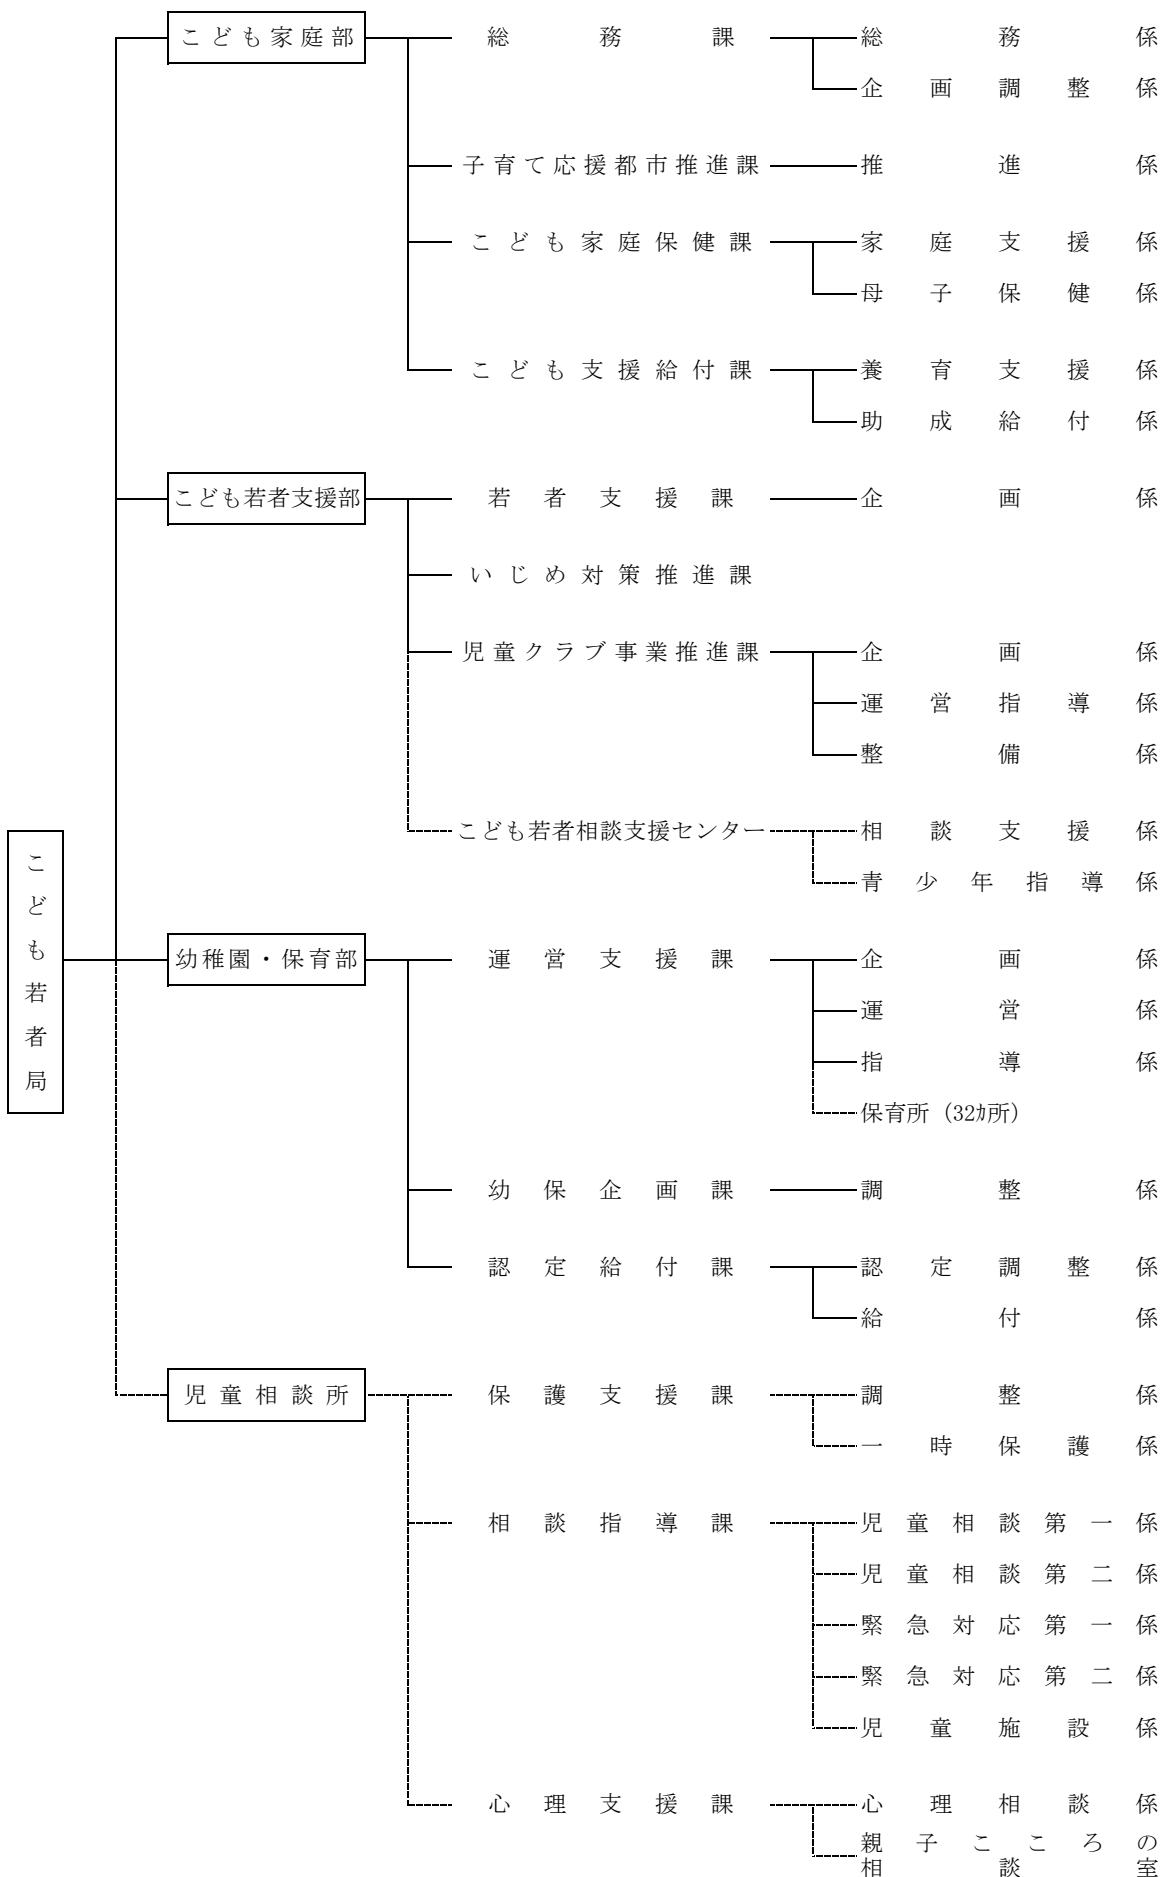 こども家庭部 総務課 総務係
企画調整係
子育て応援都市推進課 推進係
こども家庭保健課 家庭支援係
母子保健係
こども支援給付課 養育支援係
助成給付係
こども若者支援部 若者支援課 企画係
いじめ対策推進課
児童クラブ事業推進課 企画係
運営指導係
整備係
こども若者相談支援センター 相談支援係
青少年指導係
こども若者局
幼稚園・保育部 運営支援課 企画係
運営係
指導係
保育所（32ｶ所）
幼保企画課 調整係
認定給付課 認定調整係
給付係
児童相談所 保護支援課 調整係
一時保護係
相談指導課 児童相談第一係
児童相談第二係
緊急対応第一係
緊急対応第二係
児童施設係
心理支援課 心理相談係
親子こころの
相談室